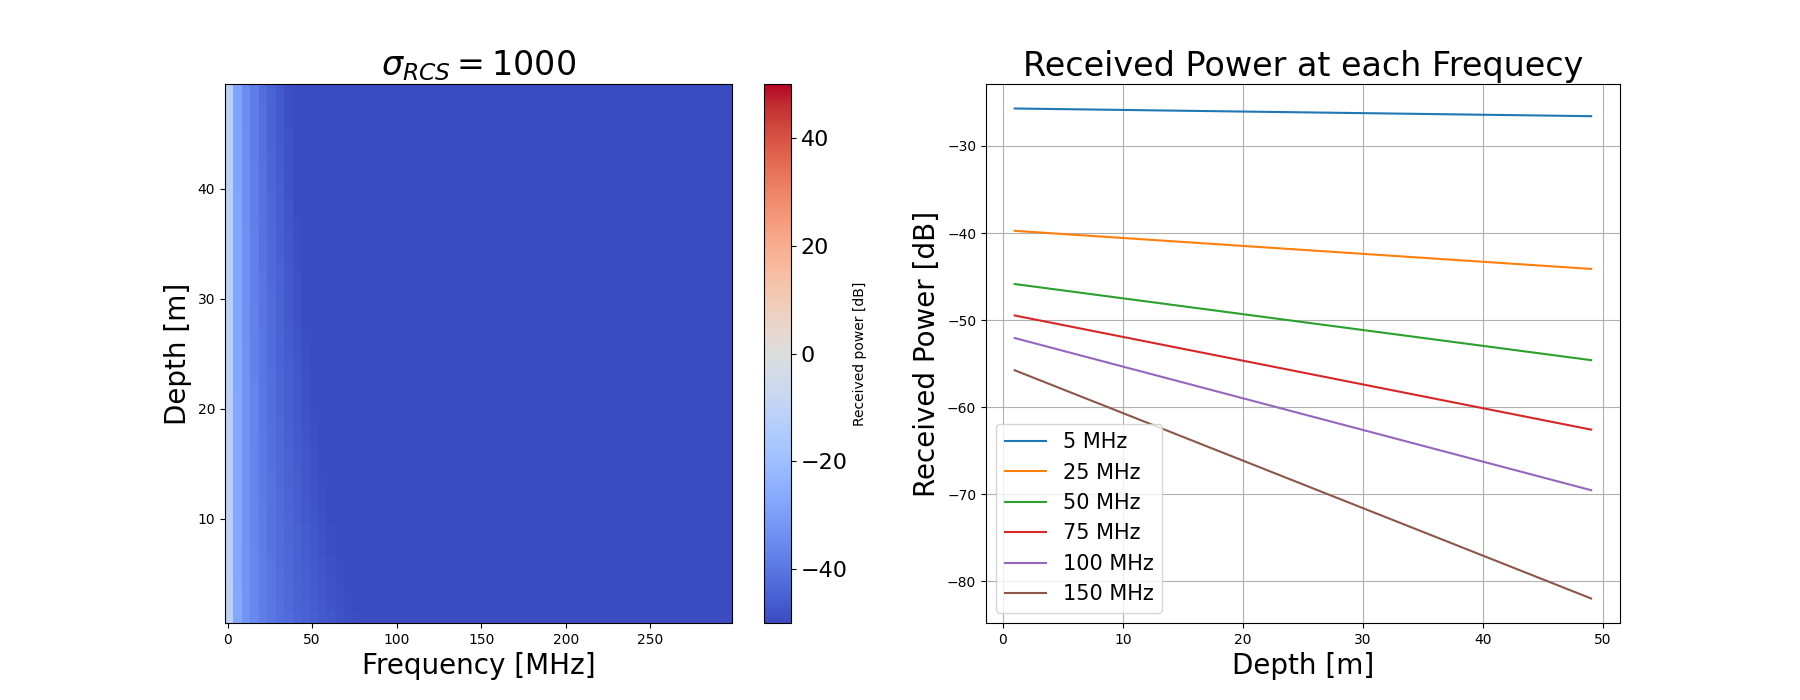 σ_RCS = 1000
Depth [m]
40
30
20
10
0 50 100 150 200 250
Frequency [MHz]
40
20
0
−20
−40
Received power [dB]
Received Power at each Frequecy
Received Power [dB]
−30
−40
−50
−60
−70
−80
5 MHz
25 MHz
50 MHz
75 MHz
100 MHz
150 MHz
0 10 20 30 40 50
Depth [m]